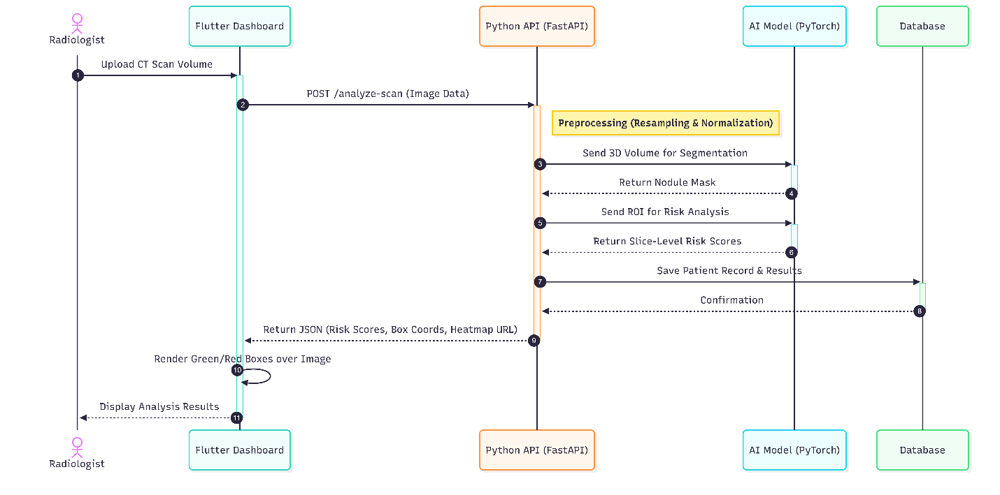 Radiologist
Flutter Dashboard
Python API (FastAPI)
AI Model (PyTorch)
Database
Upload CT Scan Volume
1
POST /analyze-scan (Image Data)
2
Preprocessing (Resampling & Normalization)
Send 3D Volume for Segmentation
3
Return Nodule Mask
4
Send ROI for Risk Analysis
5
Return Slice-Level Risk Scores
6
Save Patient Record & Results
7
Confirmation
8
Return JSON (Risk Scores, Box Coords, Heatmap URL)
9
Render Green/Red Boxes over Image
10
Display Analysis Results
11
Radiologist
Flutter Dashboard
Python API (FastAPI)
AI Model (PyTorch)
Database